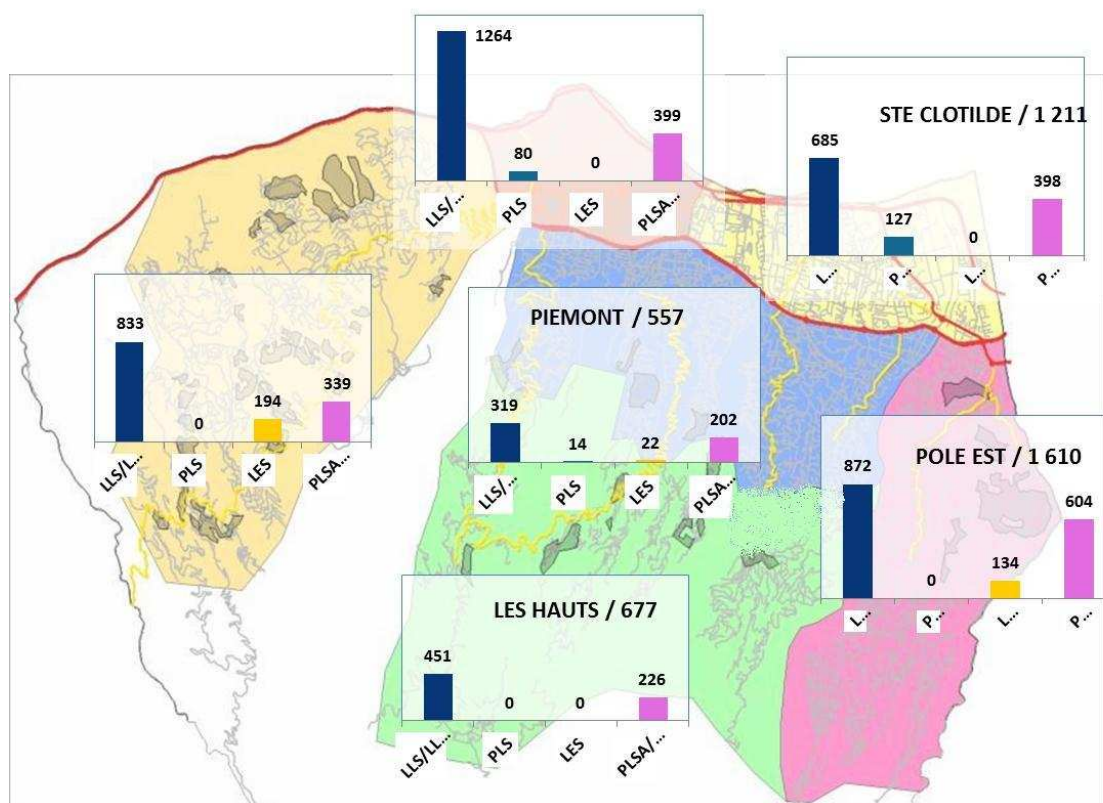 1264
80
0
399
LLS/...
PLS
LES
PLSA...
STE CLOTILDE / 1 211
685
127
0
398
L...
P...
L...
P...
833
0
194
339
LLS/L...
PLS
LES
PLSA...
PIEMONT / 557
319
14
22
202
LLS/...
PLS
LES
PLSA...
POLE EST / 1 610
872
0
134
604
L...
P...
L...
P...
LES HAUTS / 677
451
0
0
226
LLS/LL...
PLS
LES
PLSA/...